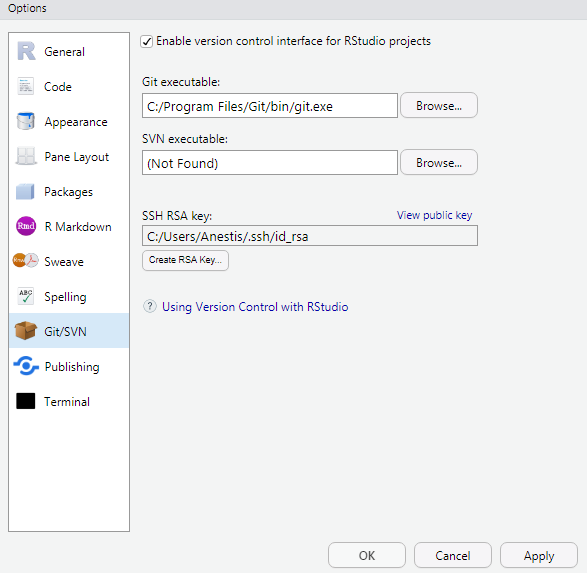 Options
R General
Code
Appearance
Pane Layout
Packages
Rmd R Markdown
Rnw Sweave
ABC Spelling
Git/SVN
Publishing
Terminal
Enable version control interface for RStudio projects
Git executable:
C:/Program Files/Git/bin/git.exe Browse...
SVN executable:
(Not Found) Browse...
SSH RSA key: View public key
C:/Users/Anestis/.ssh/id_rsa
Create RSA Key...
? Using Version Control with RStudio
OK Cancel Apply